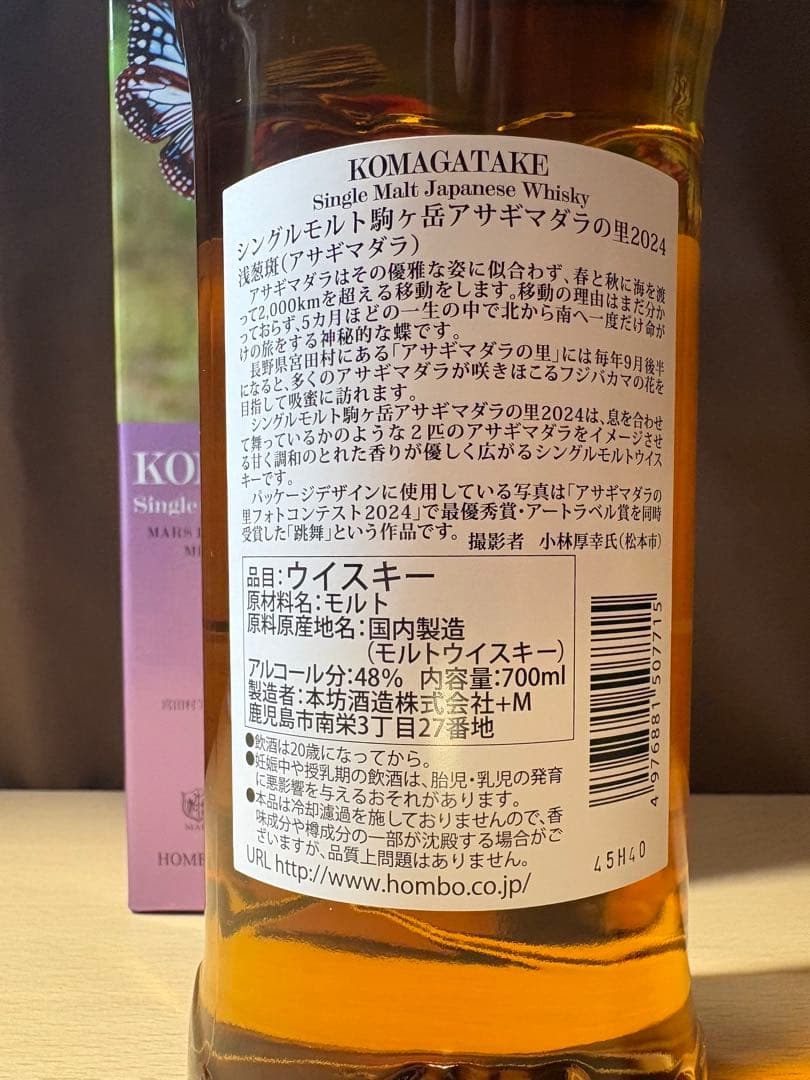 KOMAGATAKE
Single Malt Japanese Whisky
シングルモルト駒ヶ岳アサギマダラの里2024
浅葱斑(アサギマダラ)
アサギマダラはその優雅な姿に似合わず、春と秋に海を渡
って2,000kmを超える移動をします。移動の理由はまだ分か
っておらず、5カ月ほどの一生の中で北から南へ一度だけ命が
けの旅をする神秘的な蝶です。
長野県宮田村にある「アサギマダラの里」には毎年9月後半
になると、多くのアサギマダラが咲きほこるフジバカマの花を
目指して吸蜜に訪れます。
シングルモルト駒ヶ岳アサギマダラの里2024は、息を合わせ
て舞っているかのような2匹のアサギマダラをイメージさせ
る甘く調和のとれた香りが優しく広がるシングルモルトウイス
キーです。
パッケージデザインに使用している写真は「アサギマダラの
里フォトコンテスト2024」で最優秀賞・アートラベル賞を同時
受賞した「跳舞」という作品です。 撮影者 小林厚幸氏(松本市)
品目:ウイスキー
原材料名:モルト
原料原産地名:国内製造
(モルトウイスキー)
アルコール分:48% 内容量:700ml
製造者:本坊酒造株式会社+M
鹿児島市南栄3丁目27番地
●飲酒は20歳になってから。
●妊娠中や授乳期の飲酒は、胎児・乳児の発育
に悪影響を与えるおそれがあります。
●本品は冷却濾過を施しておりませんので、香
味成分や樽成分の一部が沈殿する場合がご
ざいますが、品質上問題はありません。
URL http://www.hombo.co.jp/
4976881507715
45H40
KO
Single
MARS
HOMB